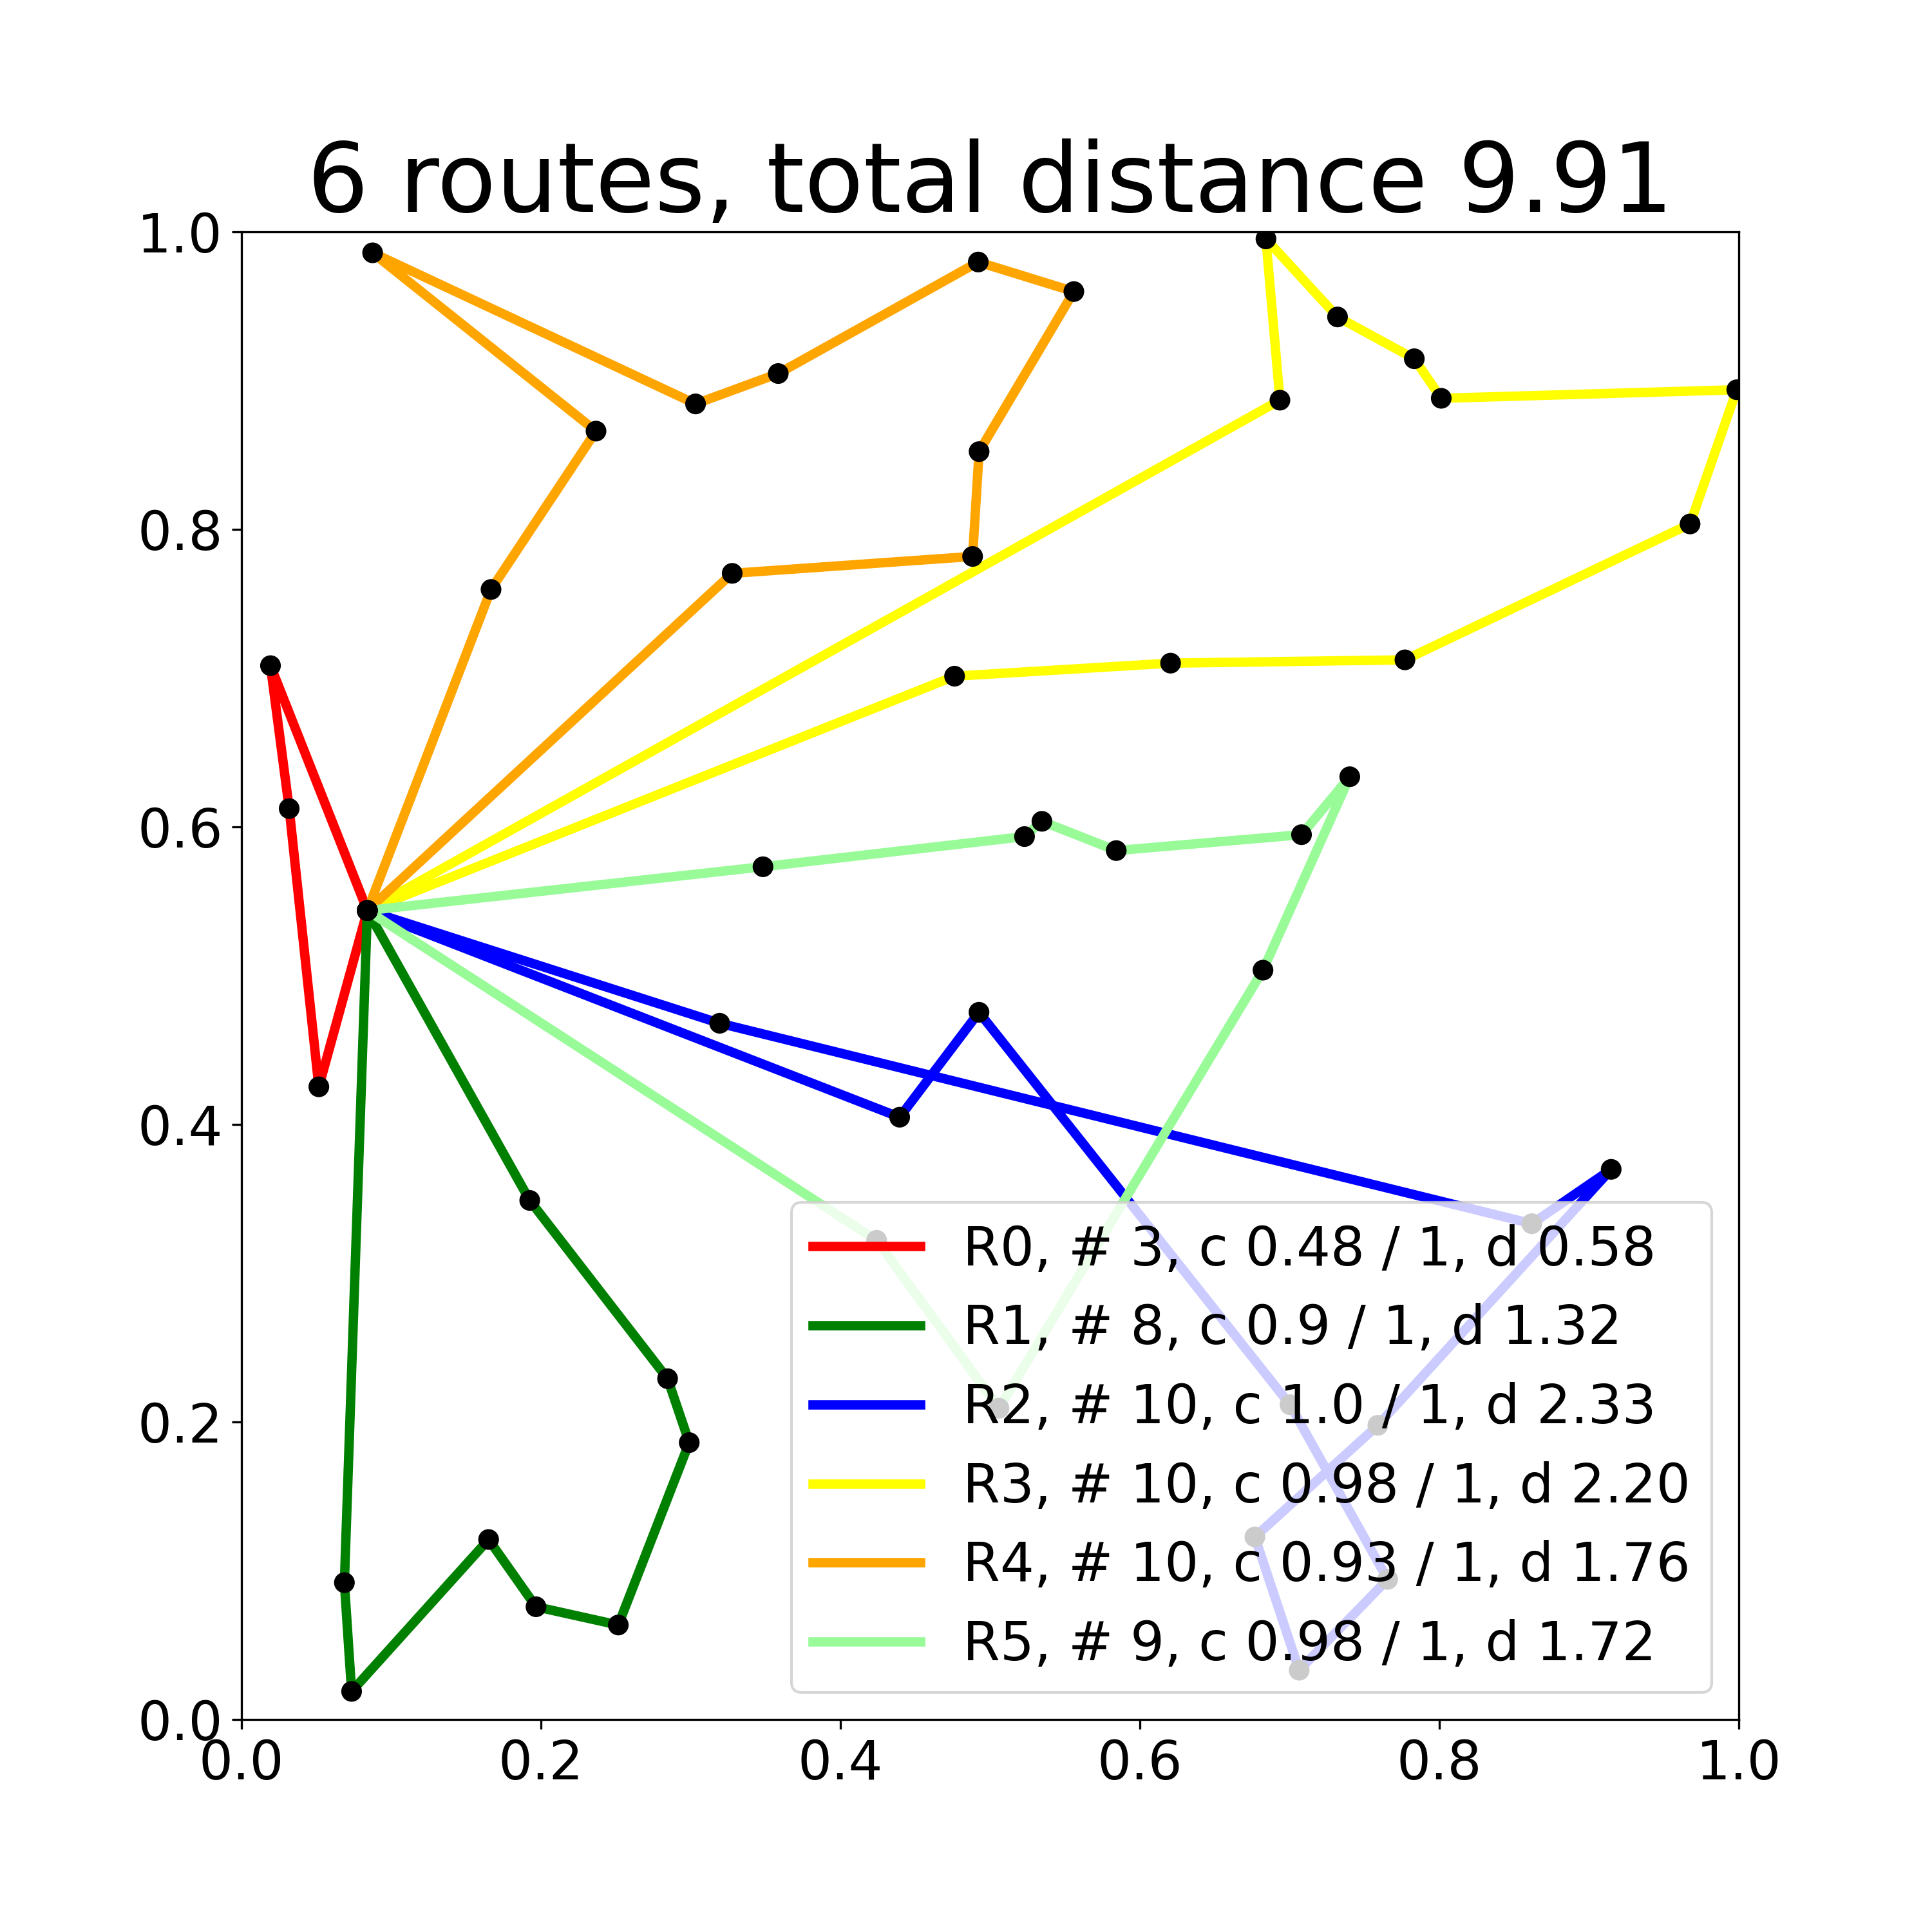 6 routes, total distance 9.91
1.0
0.8
0.6
0.4
0.2
0.0
0.0 0.2 0.4 0.6 0.8 1.0
R0, # 3, c 0.48 / 1, d 0.58
R1, # 8, c 0.9 / 1, d 1.32
R2, # 10, c 1.0 / 1, d 2.33
R3, # 10, c 0.98 / 1, d 2.20
R4, # 10, c 0.93 / 1, d 1.76
R5, # 9, c 0.98 / 1, d 1.72